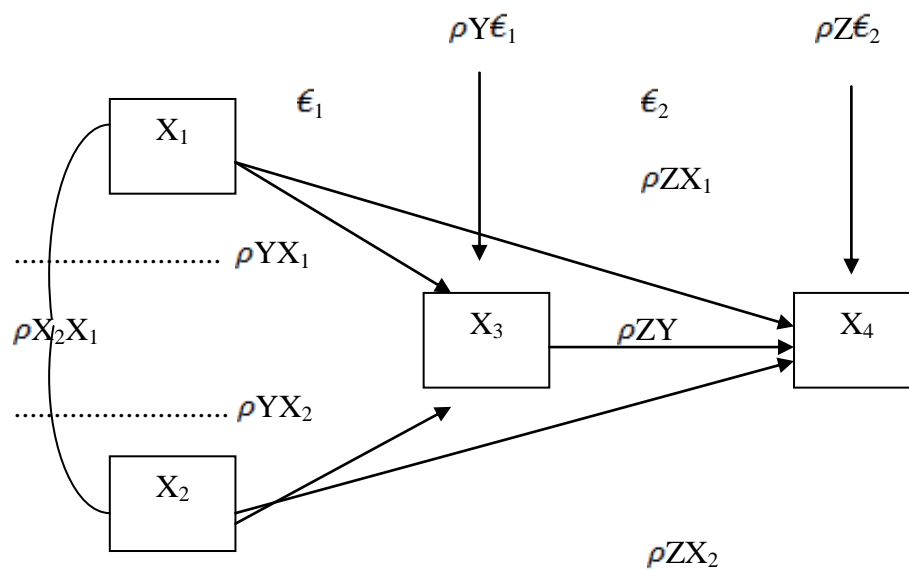 ρYϵ₁ ρZϵ₂
ϵ₁ ϵ₂
X₁
ρZX₁
........................ ρYX₁
X₃ X₄
ρX₂X₁ ρZY
......................... ρYX₂
X₂
ρZX₂